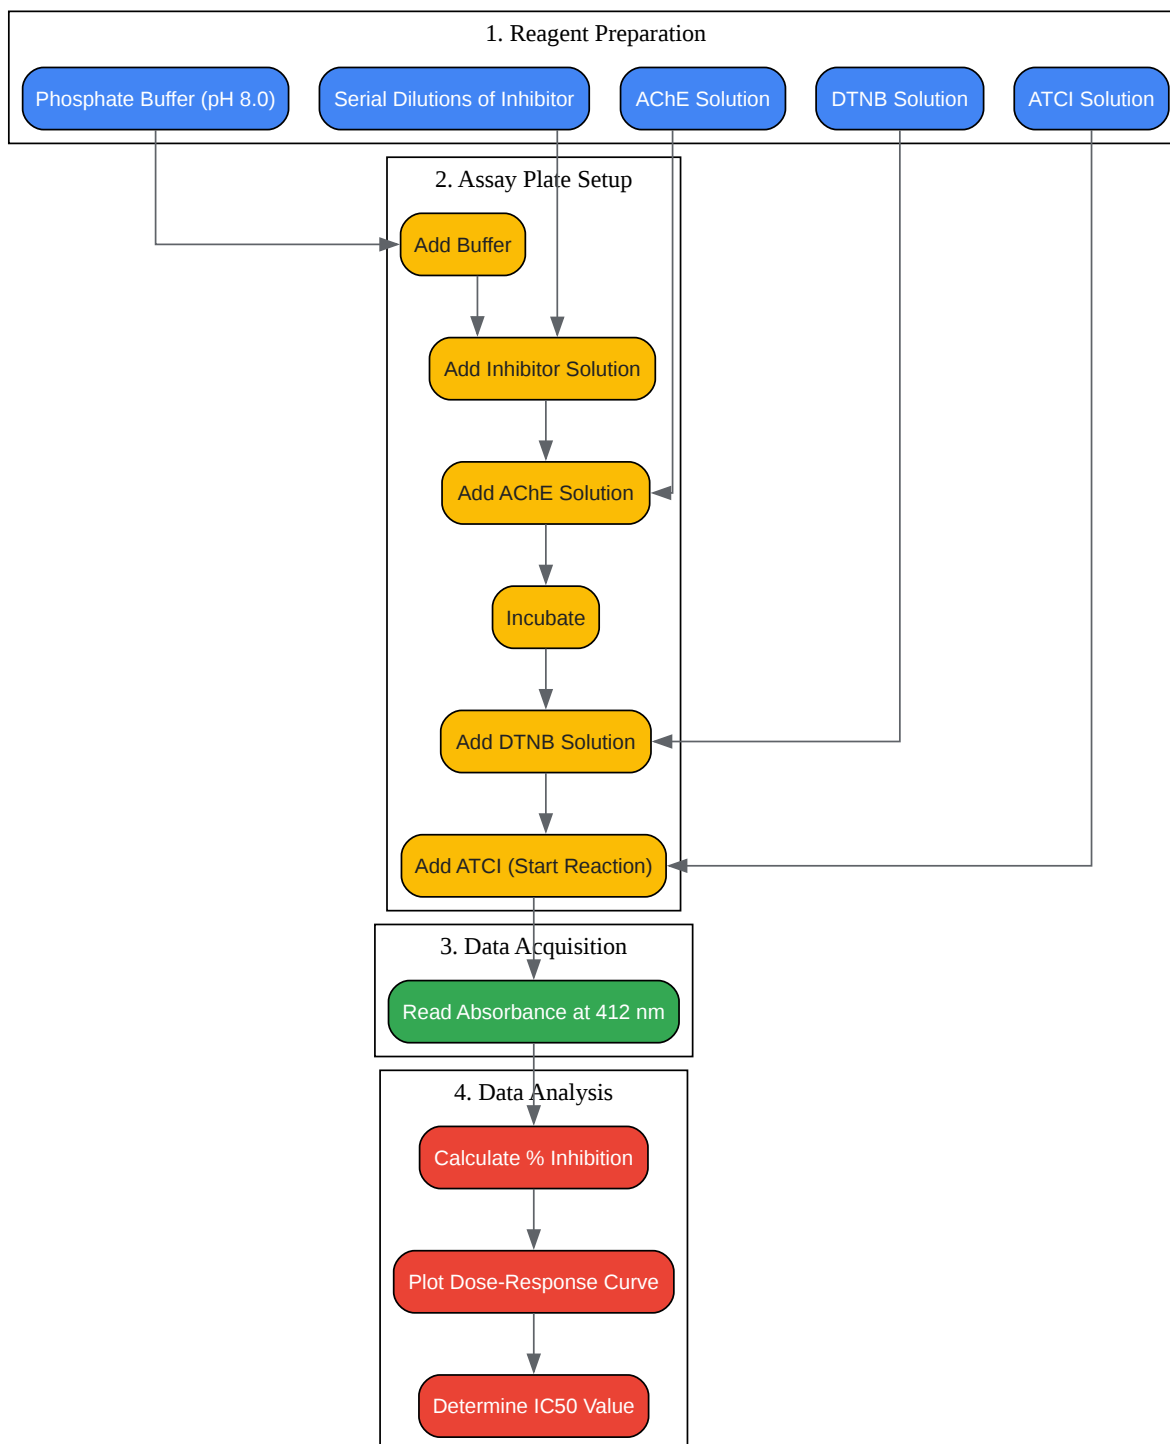 1. Reagent Preparation
Phosphate Buffer (pH 8.0)
Serial Dilutions of Inhibitor
AChE Solution
DTNB Solution
ATCI Solution
2. Assay Plate Setup
Add Buffer
Add Inhibitor Solution
Add AChE Solution
Incubate
Add DTNB Solution
Add ATCI (Start Reaction)
3. Data Acquisition
Read Absorbance at 412 nm
4. Data Analysis
Calculate % Inhibition
Plot Dose-Response Curve
Determine IC50 Value